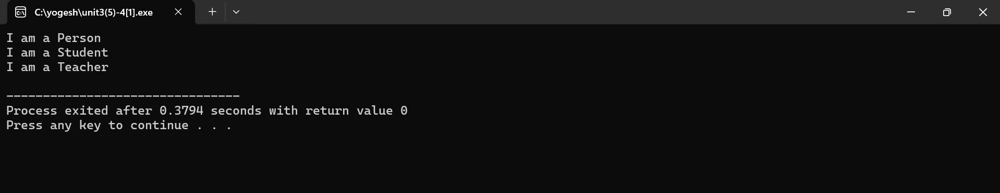 C:\yogesh\unit3(5)-4[1].exe
I am a Person
I am a Student
I am a Teacher
--------------------------------
Process exited after 0.3794 seconds with return value 0
Press any key to continue . . .